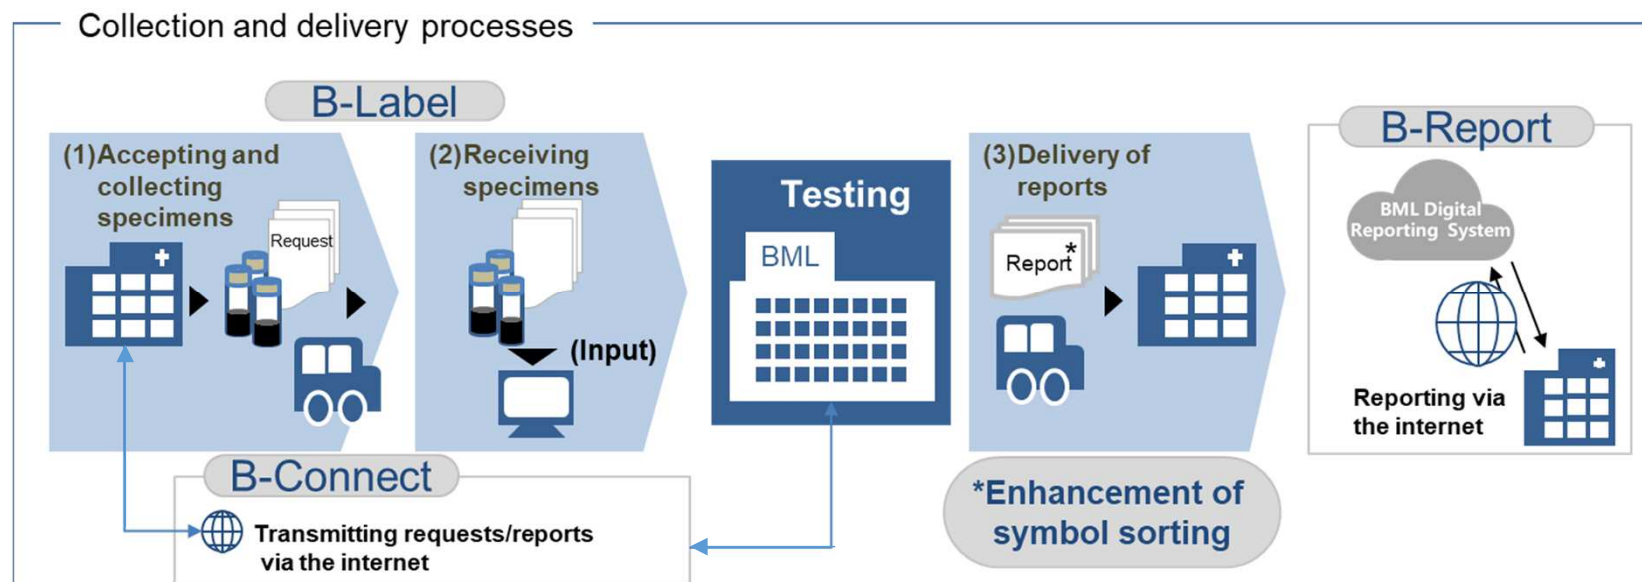 Collection and delivery processes
B-Label
(1)Accepting and
collecting
specimens
Request
(2)Receiving
specimens
(Input)
Testing
BML
(3)Delivery of
reports
Report*
B-Report
BML Digital
Reporting System
Reporting via
the internet
B-Connect
Transmitting requests/reports
via the internet
*Enhancement of
symbol sorting